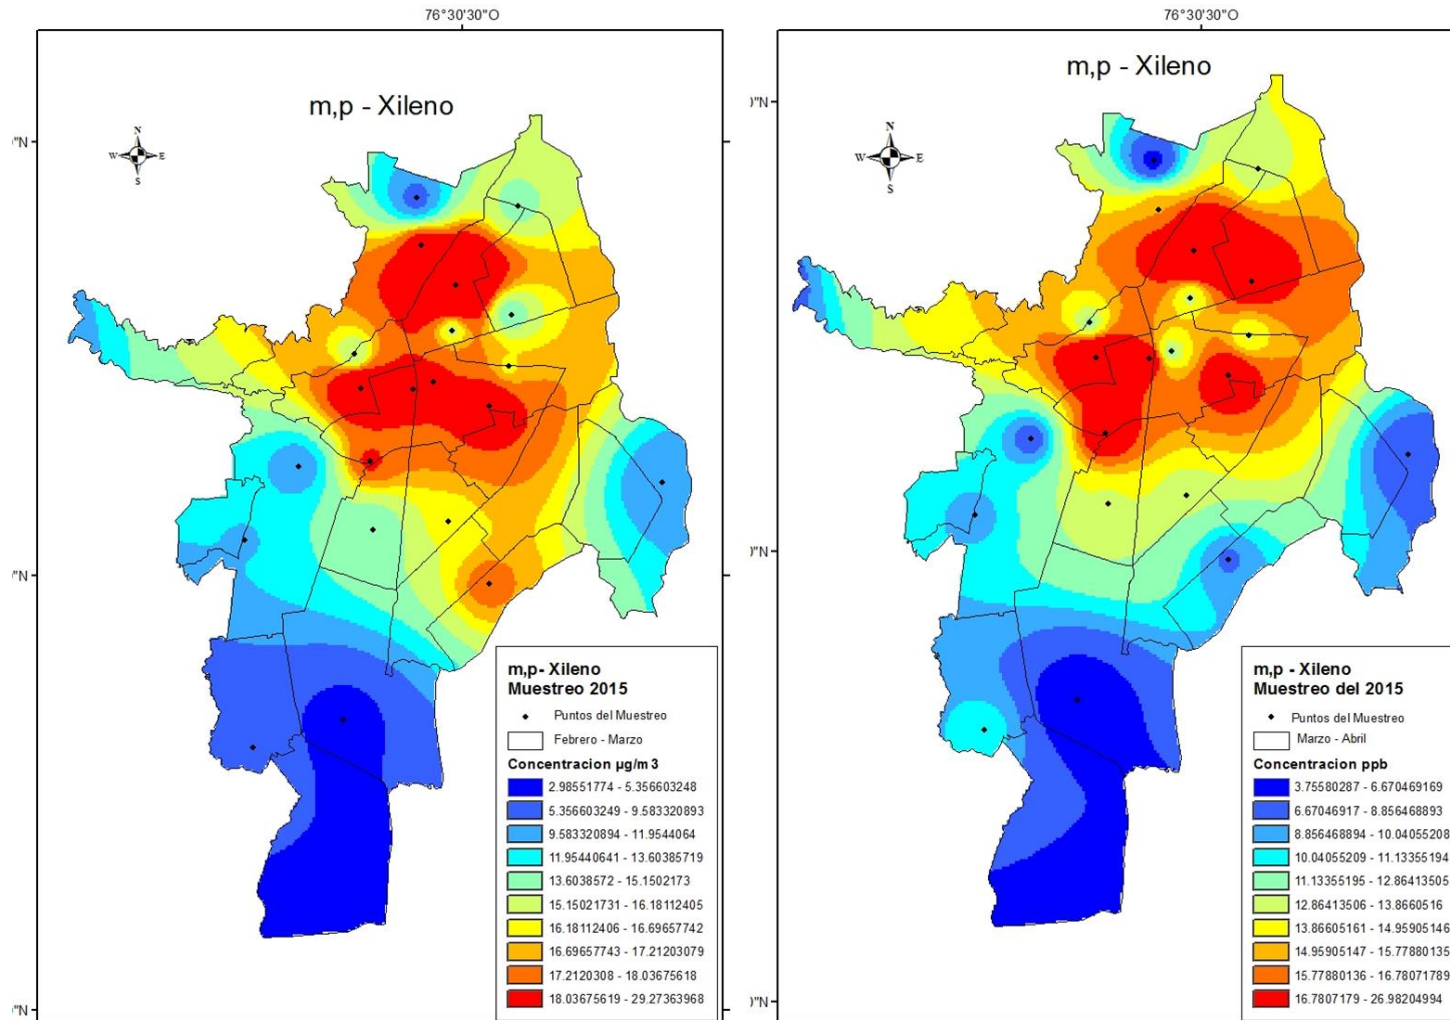 76°30'30"O
m,p - Xileno
N
W E
S
)"N
)"N
)"N
m,p- Xileno
Muestreo 2015
Puntos del Muestreo
Febrero - Marzo
Concentracion µg/m3
2.98551774 - 5.356603248
5.356603249 - 9.583320893
9.583320894 - 11.9544064
11.95440641 - 13.60385719
13.6038572 - 15.1502173
15.15021731 - 16.18112405
16.18112406 - 16.69657742
16.69657743 - 17.21203079
17.2120308 - 18.03675618
18.03675619 - 29.27363968
76°30'30"O
m,p - Xileno
N
W E
S
)"N
)"N
)"N
m,p - Xileno
Muestreo del 2015
Puntos del Muestreo
Marzo - Abril
Concentracion ppb
3.75580287 - 6.670469169
6.67046917 - 8.856468893
8.856468894 - 10.04055208
10.04055209 - 11.13355194
11.13355195 - 12.86413505
12.86413506 - 13.8660516
13.86605161 - 14.95905146
14.95905147 - 15.77880135
15.77880136 - 16.78071789
16.7807179 - 26.98204994